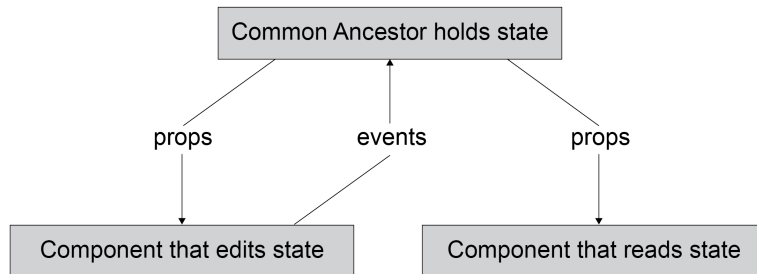 Common Ancestor holds state
props
events
props
Component that edits state
Component that reads state